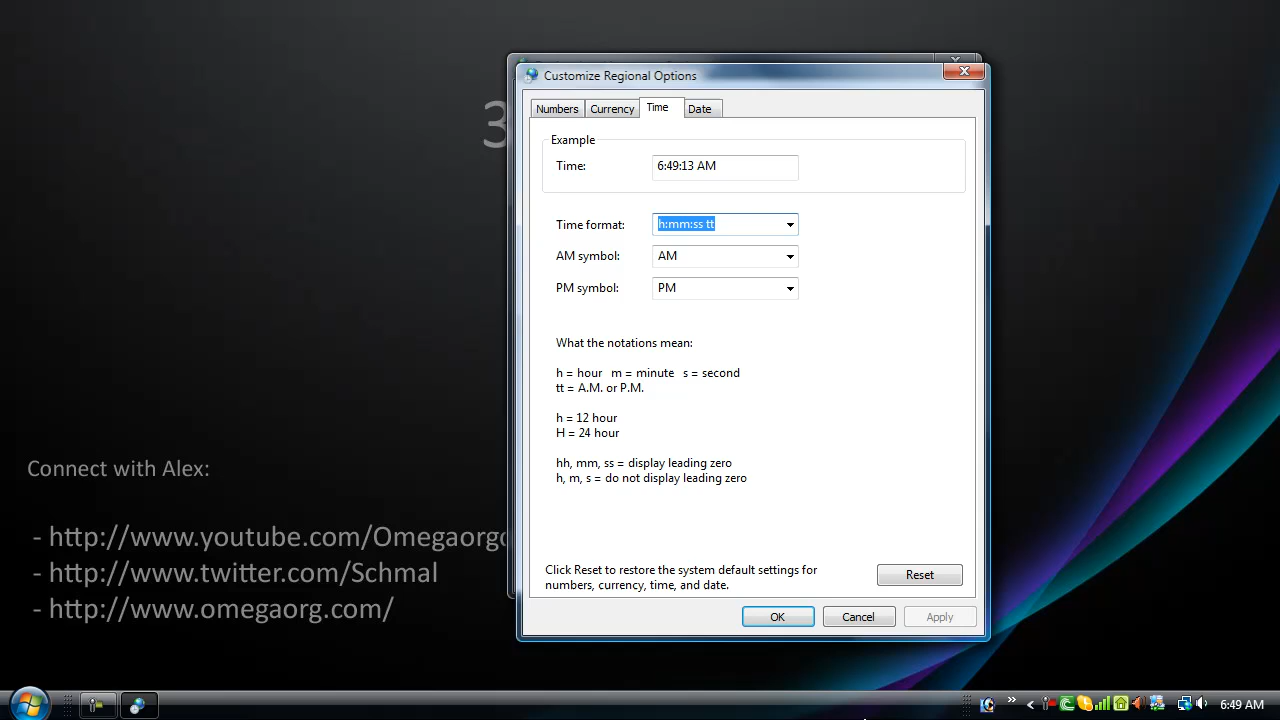 3
Customize Regional Options
Numbers Currency Time Date
Example
Time: 6:49:13 AM
Time format: h:mm:ss tt
AM symbol: AM
PM symbol: PM
What the notations mean:
h = hour m = minute s = second
tt = A.M. or P.M.
h = 12 hour
H = 24 hour
hh, mm, ss = display leading zero
h, m, s = do not display leading zero
Click Reset to restore the system default settings for
numbers, currency, time, and date.
Reset
OK Cancel Apply
Connect with Alex:
- http://www.youtube.com/Omegaorg
- http://www.twitter.com/Schmal
- http://www.omegaorg.com/
6:49 AM